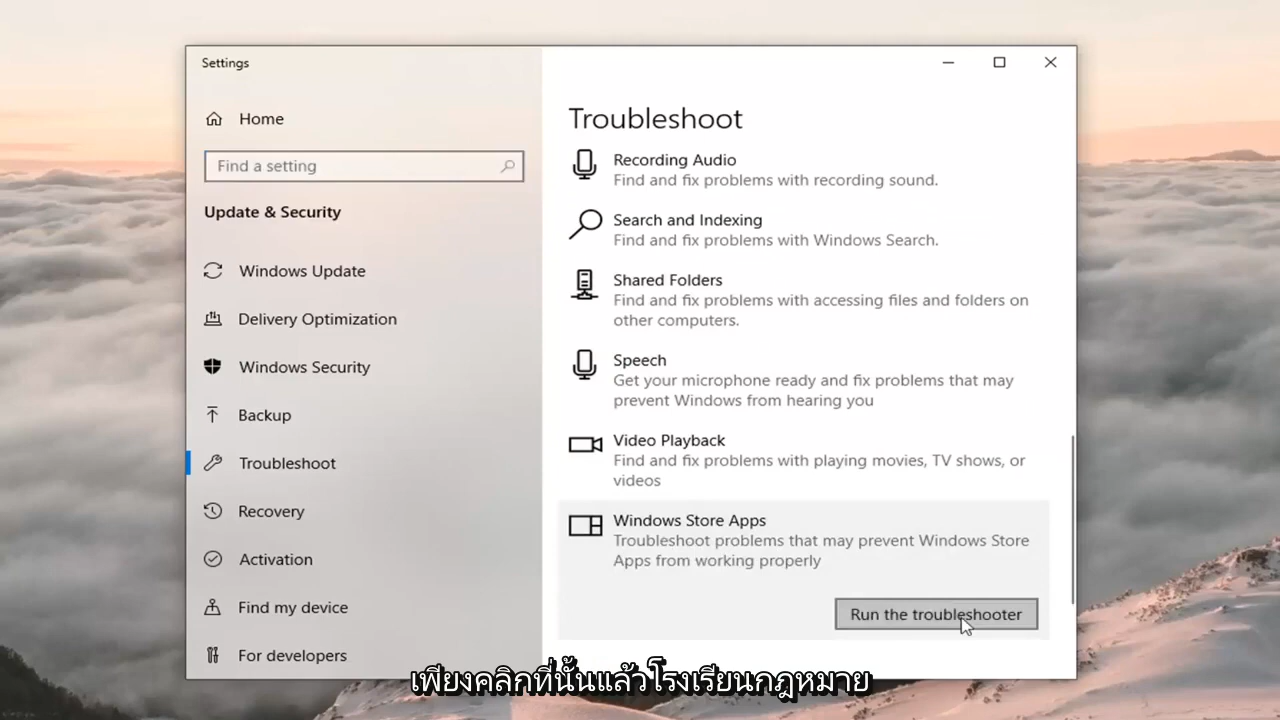 Settings
Home
Find a setting
Update & Security
Windows Update
Delivery Optimization
Windows Security
Backup
Troubleshoot
Recovery
Activation
Find my device
For developers
Troubleshoot
Recording Audio
Find and fix problems with recording sound.
Search and Indexing
Find and fix problems with Windows Search.
Shared Folders
Find and fix problems with accessing files and folders on
other computers.
Speech
Get your microphone ready and fix problems that may
prevent Windows from hearing you
Video Playback
Find and fix problems with playing movies, TV shows, or
videos
Windows Store Apps
Troubleshoot problems that may prevent Windows Store
Apps from working properly
Run the troubleshooter
เพียงคลิกที่นั้นแล้วโรงเรียนกฎหมาย